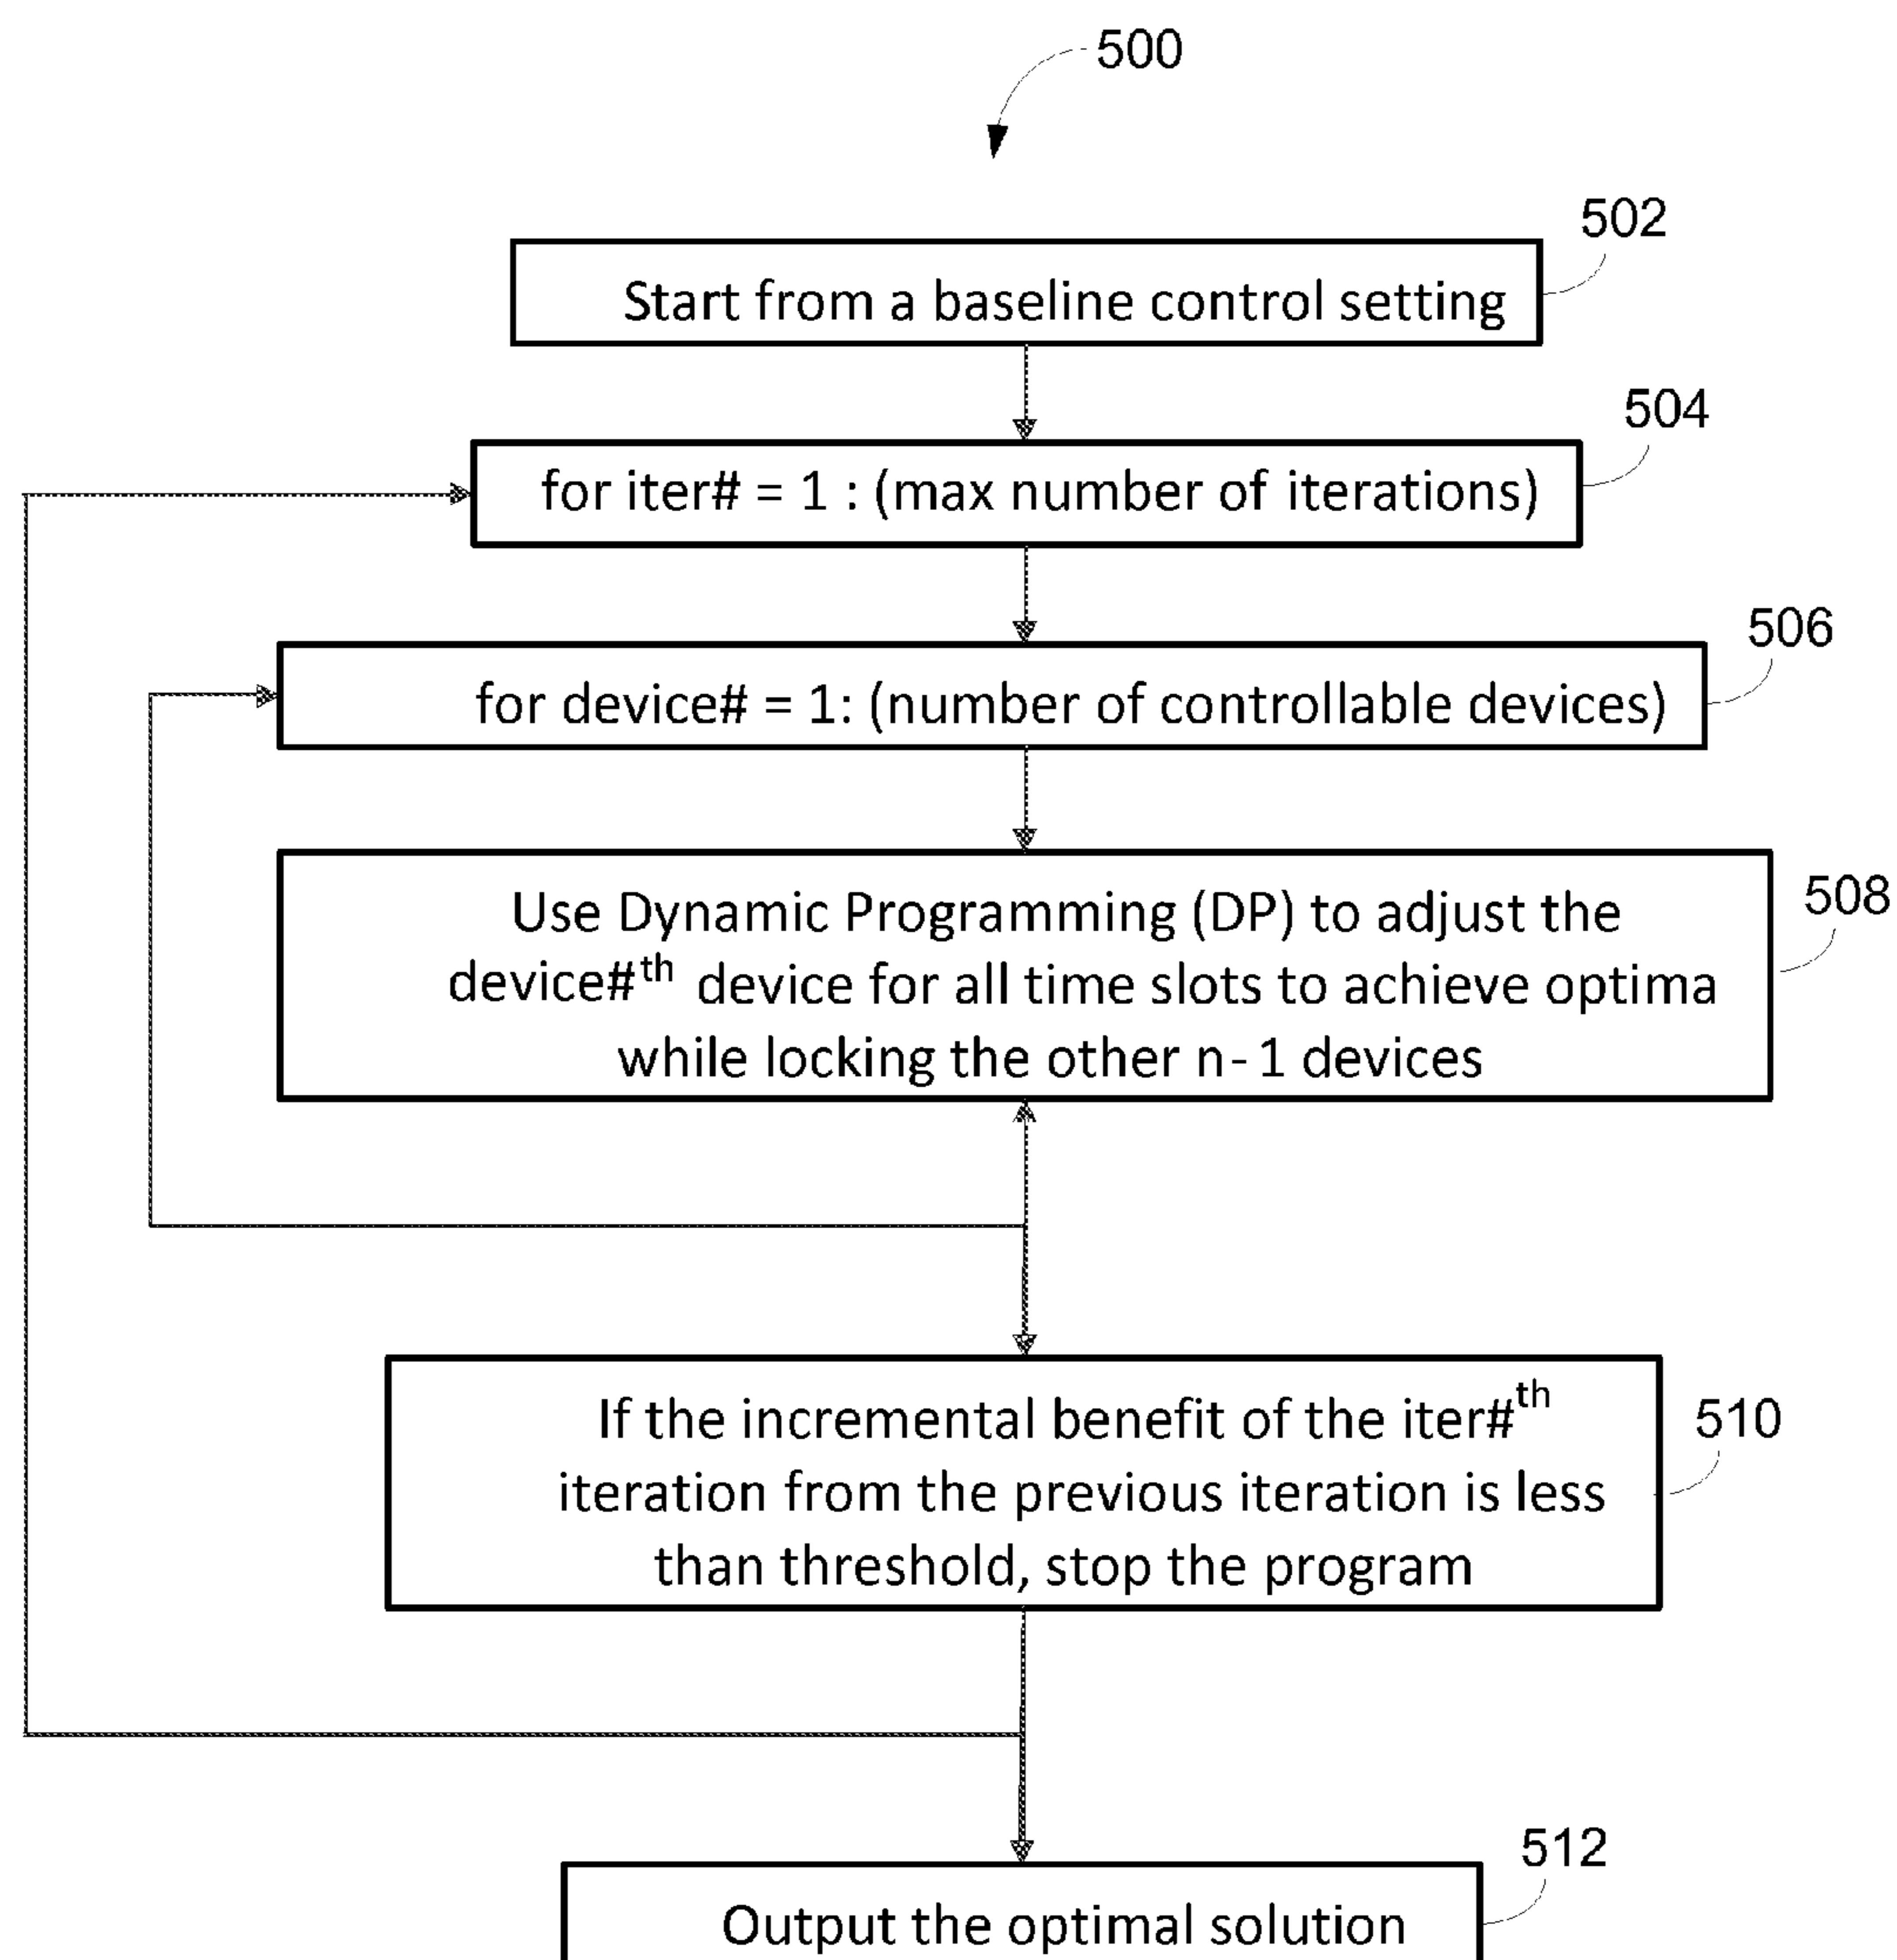 500
502
Start from a baseline control setting
504
for iter# = 1 : (max number of iterations)
506
for device# = 1: (number of controllable devices)
508
Use Dynamic Programming (DP) to adjust the
device#th device for all time slots to achieve optima
while locking the other n-1 devices
510
If the incremental benefit of the iter#th
iteration from the previous iteration is less
than threshold, stop the program
512
Output the optimal solution